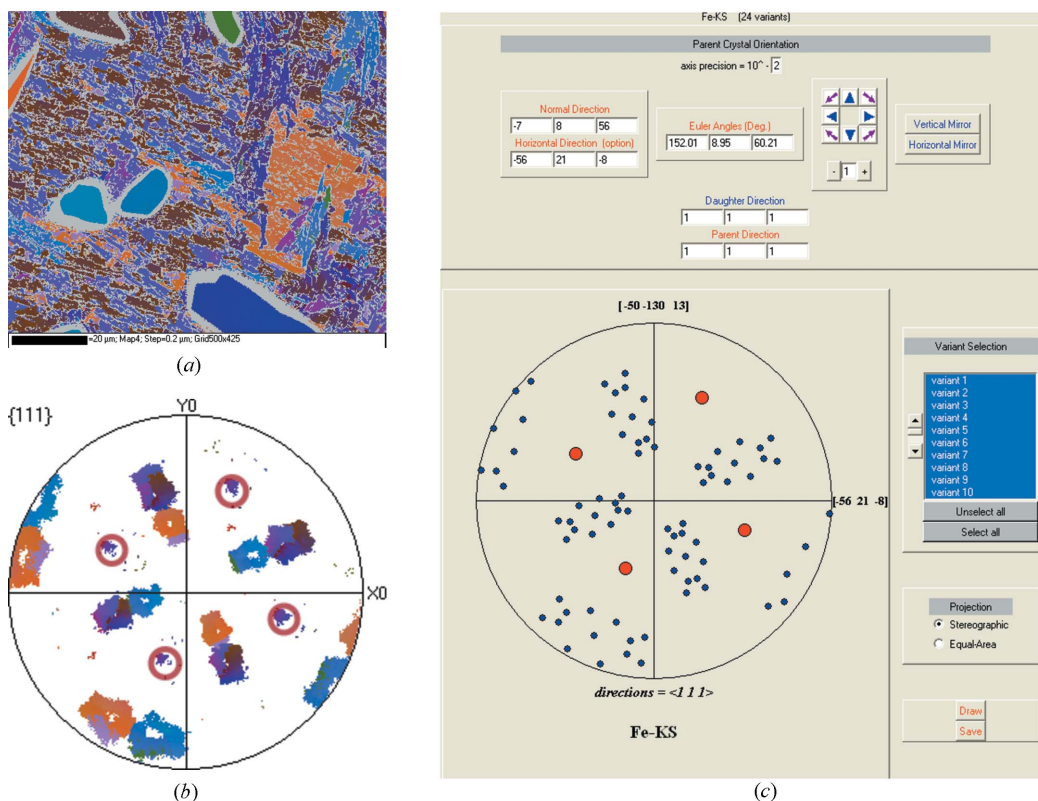 =20 µm; Map4; Step=0.2 µm; Grid500x425
(a)
{111}
Y0
X0
(b)
Fe-KS (24 variants)
Parent Crystal Orientation
axis precision = 10^ - 2
Normal Direction
-7 8 56
Horizontal Direction (option)
-56 21 -8
Euler Angles (Deg.)
152.01 8.95 60.21
- 1 +
Vertical Mirror
Horizontal Mirror
Daughter Direction
1 1 1
Parent Direction
1 1 1
[-50 -130 13]
[-56 21 -8]
directions = <1 1 1>
Fe-KS
Variant Selection
variant 1
variant 2
variant 3
variant 4
variant 5
variant 6
variant 7
variant 8
variant 9
variant 10
Unselect all
Select all
Projection
Stereographic
Equal-Area
Draw
Save
(c)